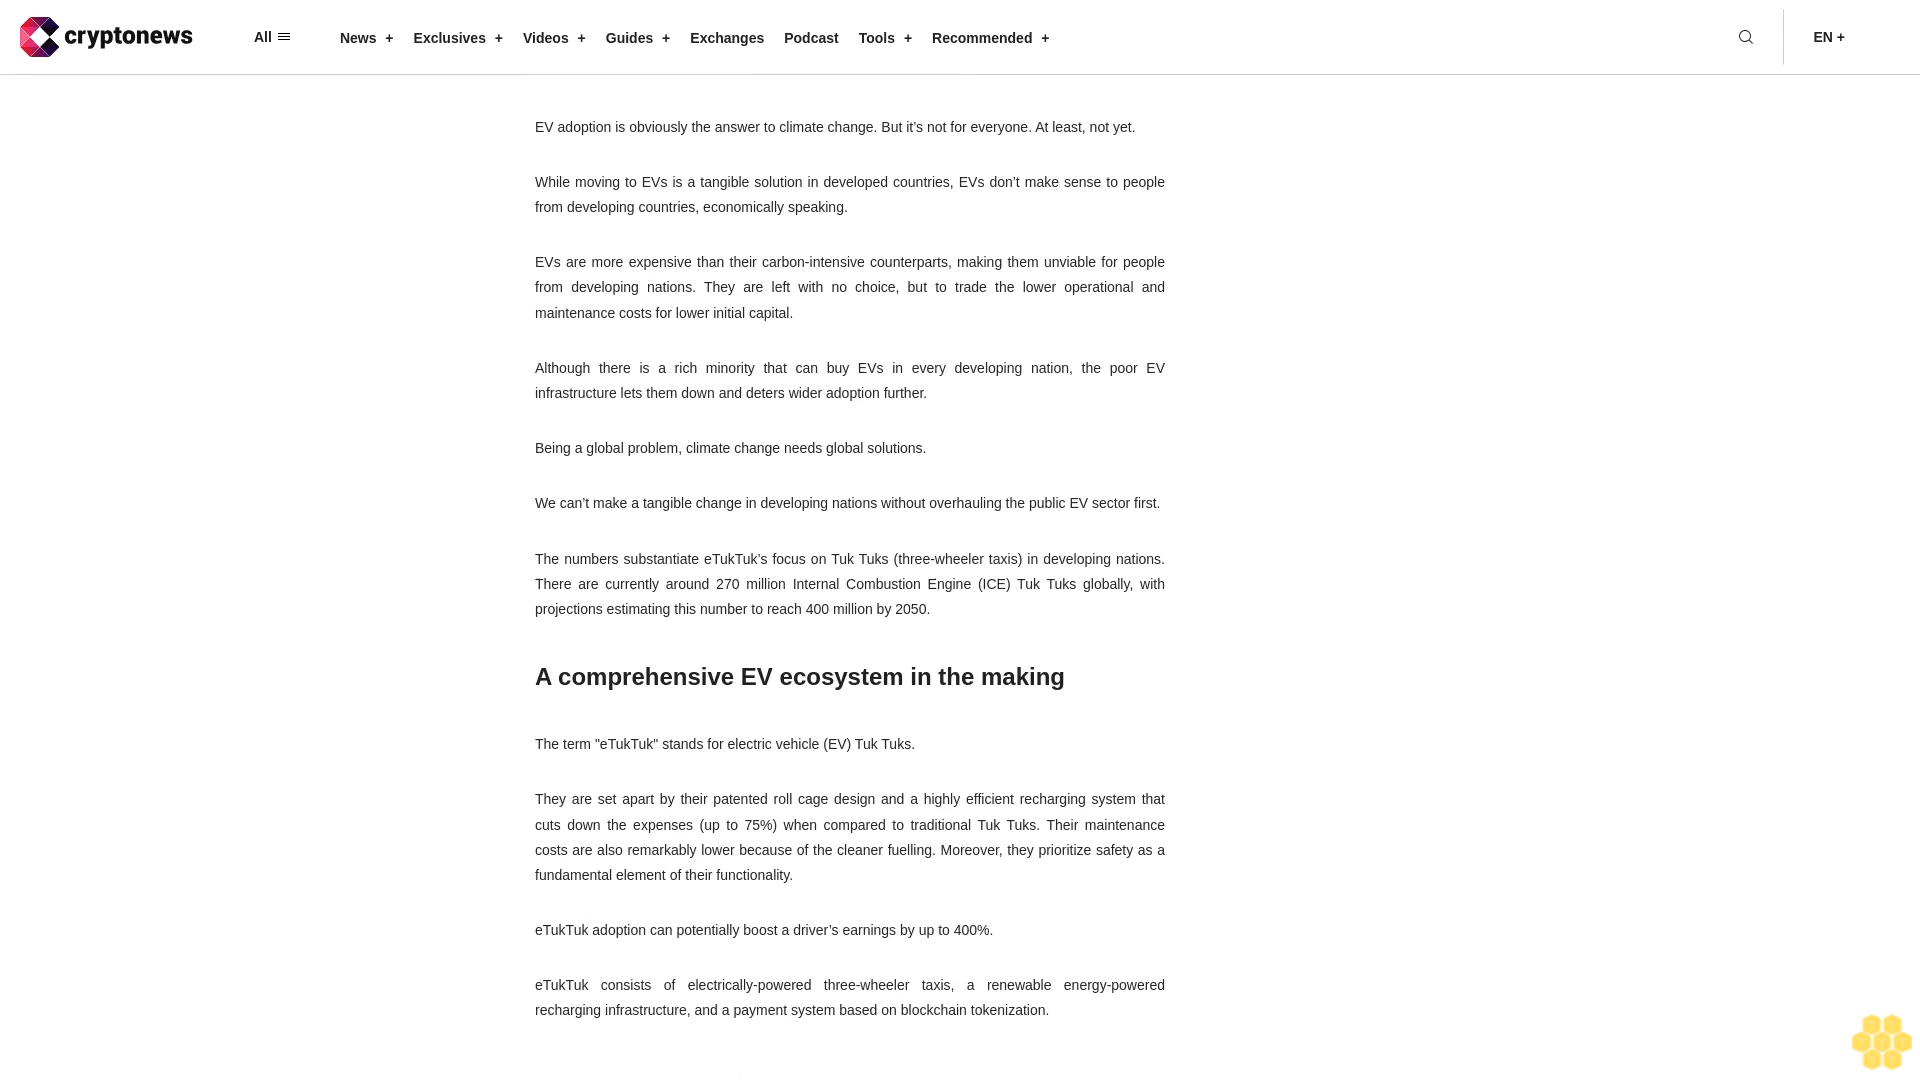 cryptonews
All
News +
Exclusives +
Videos +
Guides +
Exchanges
Podcast
Tools +
Recommended +
EN +
EV adoption is obviously the answer to climate change. But it’s not for everyone. At least, not yet.
While moving to EVs is a tangible solution in developed countries, EVs don’t make sense to people
from developing countries, economically speaking.
EVs are more expensive than their carbon-intensive counterparts, making them unviable for people
from developing nations. They are left with no choice, but to trade the lower operational and
maintenance costs for lower initial capital.
Although there is a rich minority that can buy EVs in every developing nation, the poor EV
infrastructure lets them down and deters wider adoption further.
Being a global problem, climate change needs global solutions.
We can’t make a tangible change in developing nations without overhauling the public EV sector first.
The numbers substantiate eTukTuk’s focus on Tuk Tuks (three-wheeler taxis) in developing nations.
There are currently around 270 million Internal Combustion Engine (ICE) Tuk Tuks globally, with
projections estimating this number to reach 400 million by 2050.
A comprehensive EV ecosystem in the making
The term "eTukTuk" stands for electric vehicle (EV) Tuk Tuks.
They are set apart by their patented roll cage design and a highly efficient recharging system that
cuts down the expenses (up to 75%) when compared to traditional Tuk Tuks. Their maintenance
costs are also remarkably lower because of the cleaner fuelling. Moreover, they prioritize safety as a
fundamental element of their functionality.
eTukTuk adoption can potentially boost a driver’s earnings by up to 400%.
eTukTuk consists of electrically-powered three-wheeler taxis, a renewable energy-powered
recharging infrastructure, and a payment system based on blockchain tokenization.